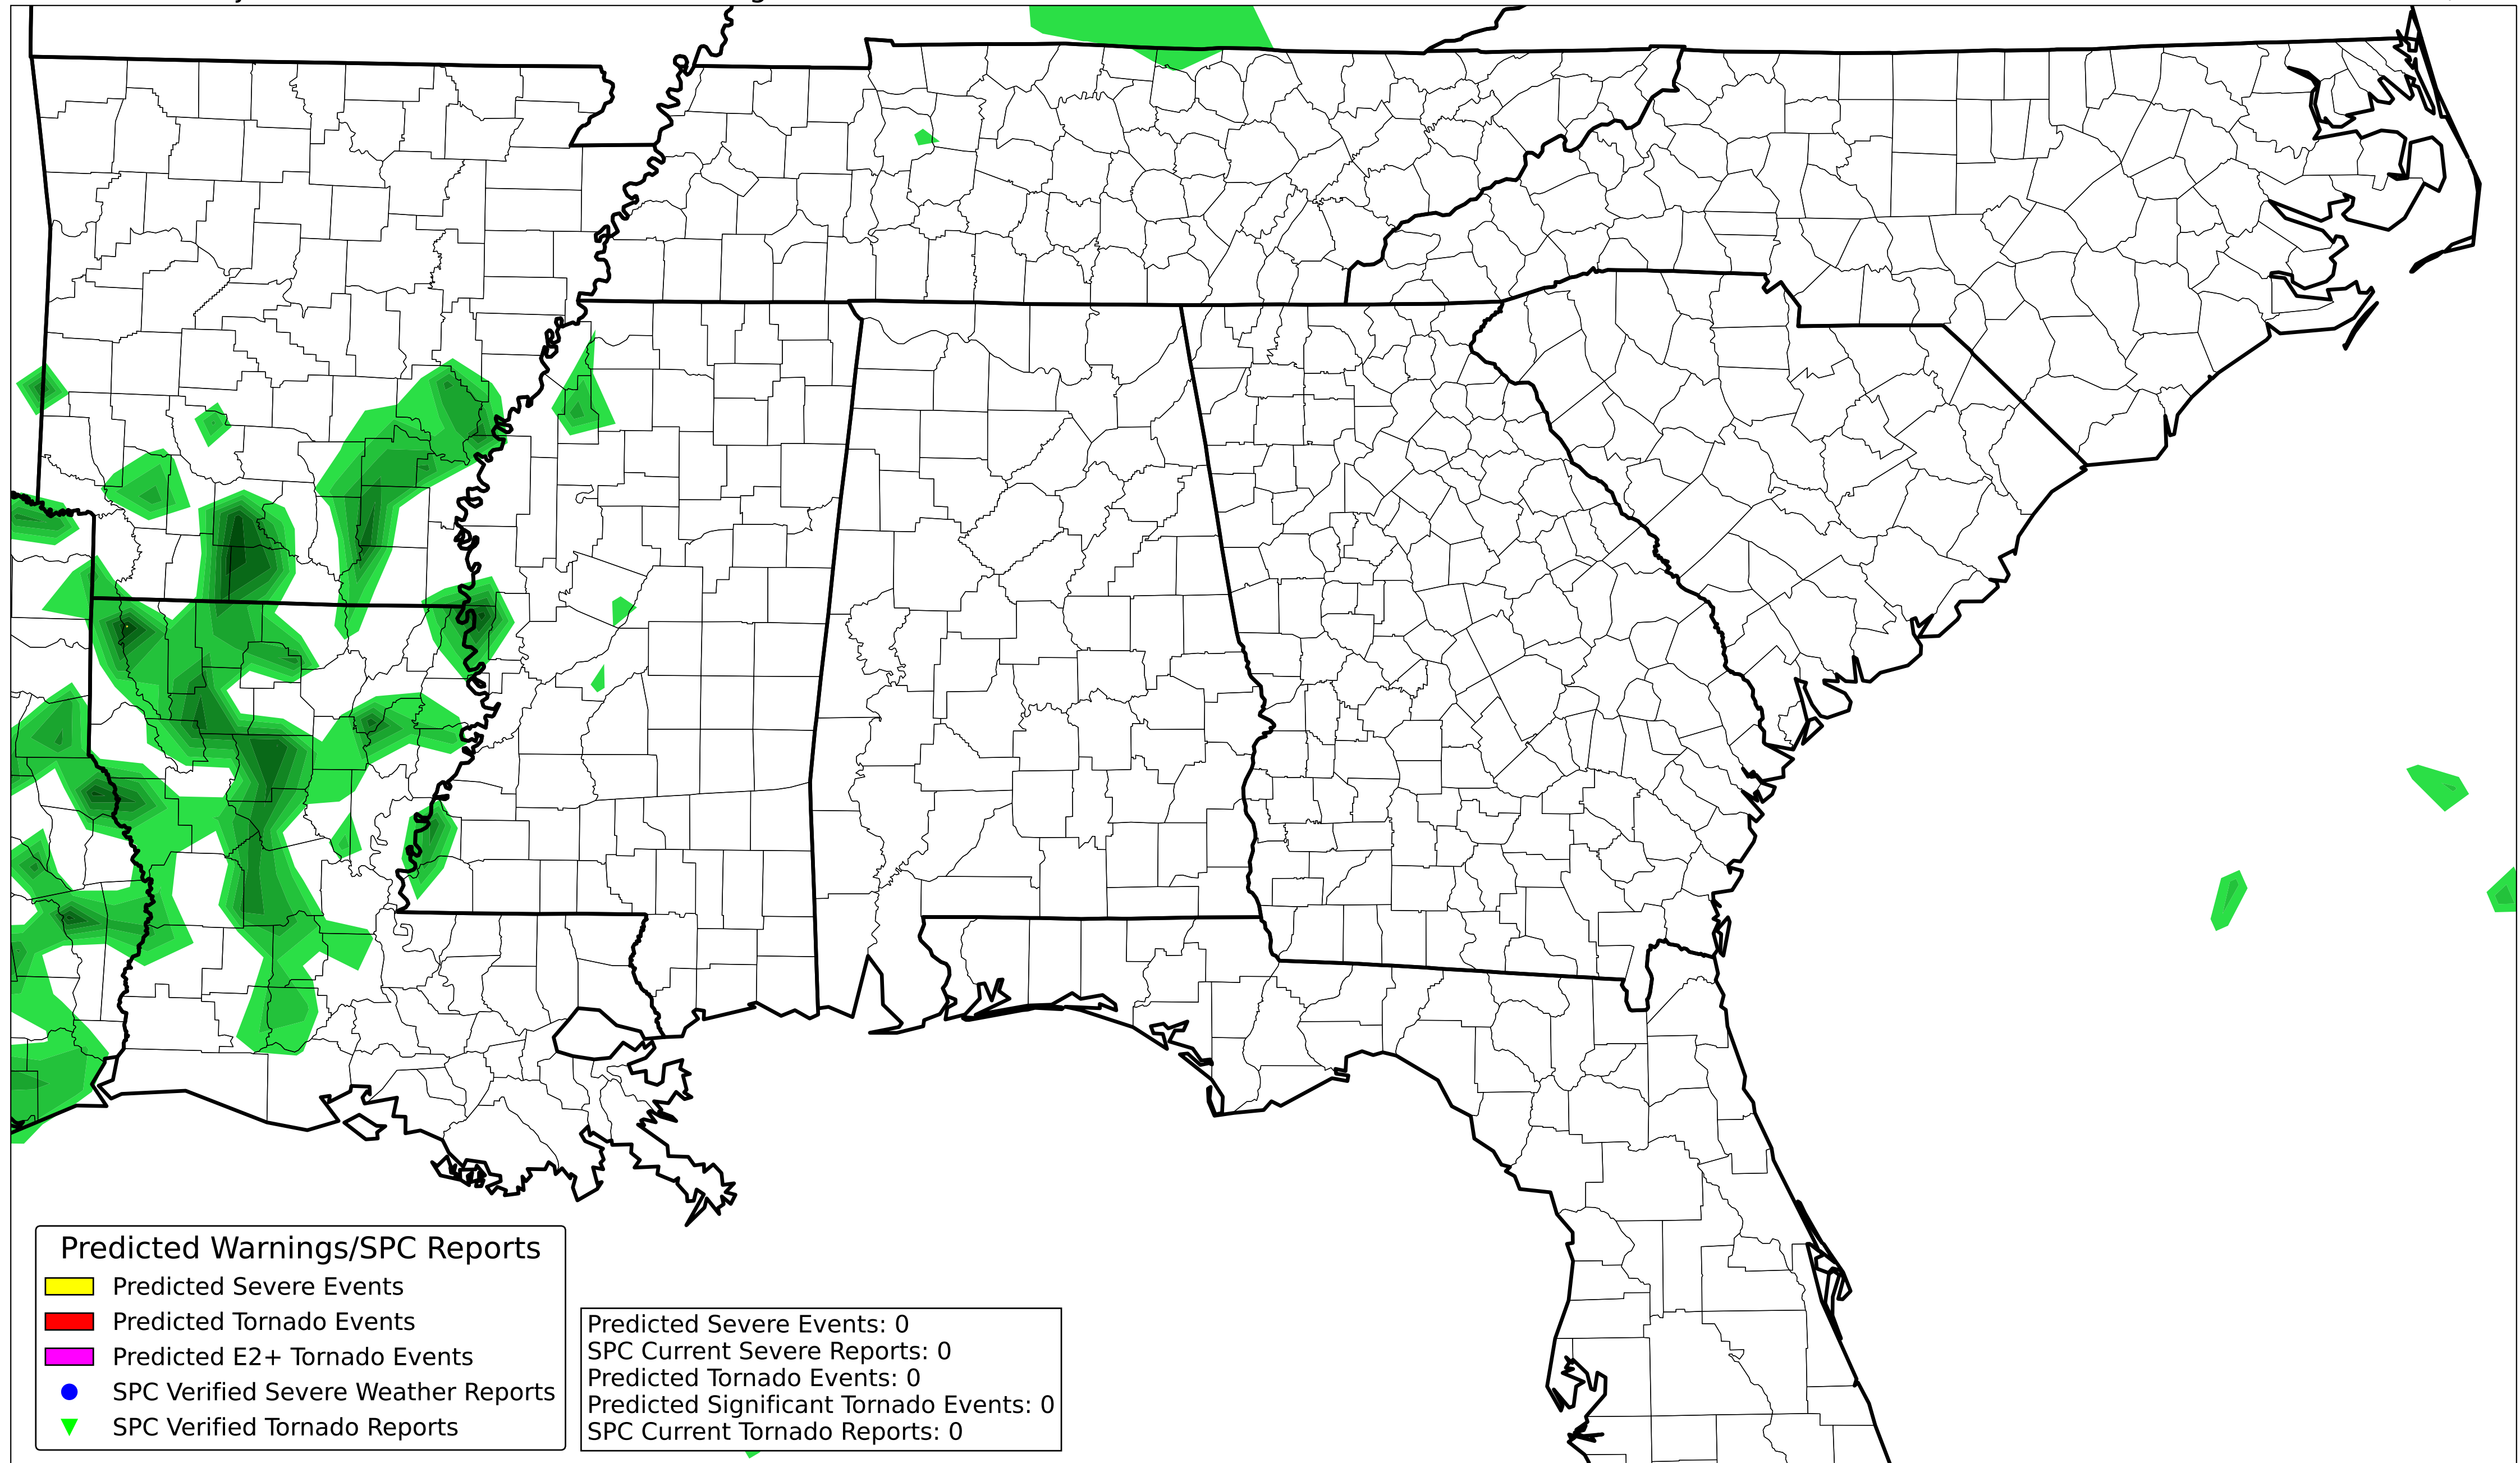 Predicted Warnings/SPC Reports
Predicted Severe Events
Predicted Tornado Events
Predicted E2+ Tornado Events
SPC Verified Severe Weather Reports
SPC Verified Tornado Reports
Predicted Severe Events: 0
SPC Current Severe Reports: 0
Predicted Tornado Events: 0
Predicted Significant Tornado Events: 0
SPC Current Tornado Reports: 0